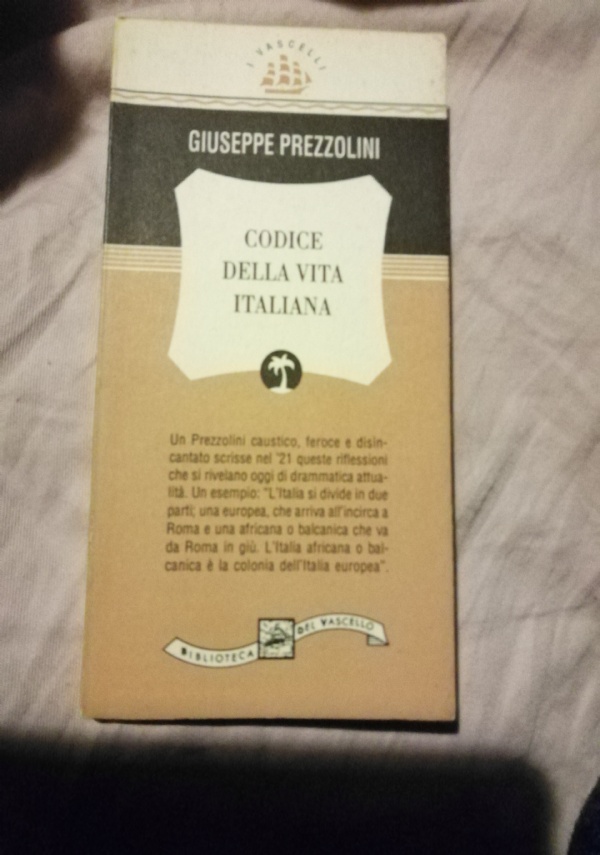 I VASCELLI
GIUSEPPE PREZZOLINI
CODICE
DELLA VITA
ITALIANA
Un Prezzolini caustico, feroce e disin-
cantato scrisse nel '21 queste riflessioni
che si rivelano oggi di drammatica attua-
lità. Un esempio: "L'Italia si divide in due
parti; una europea, che arriva all'incirca a
Roma e una africana o balcanica che va
da Roma in giù. L'Italia africana o bal-
canica è la colonia dell'Italia europea".
BIBLIOTECA DEL VASCELLO